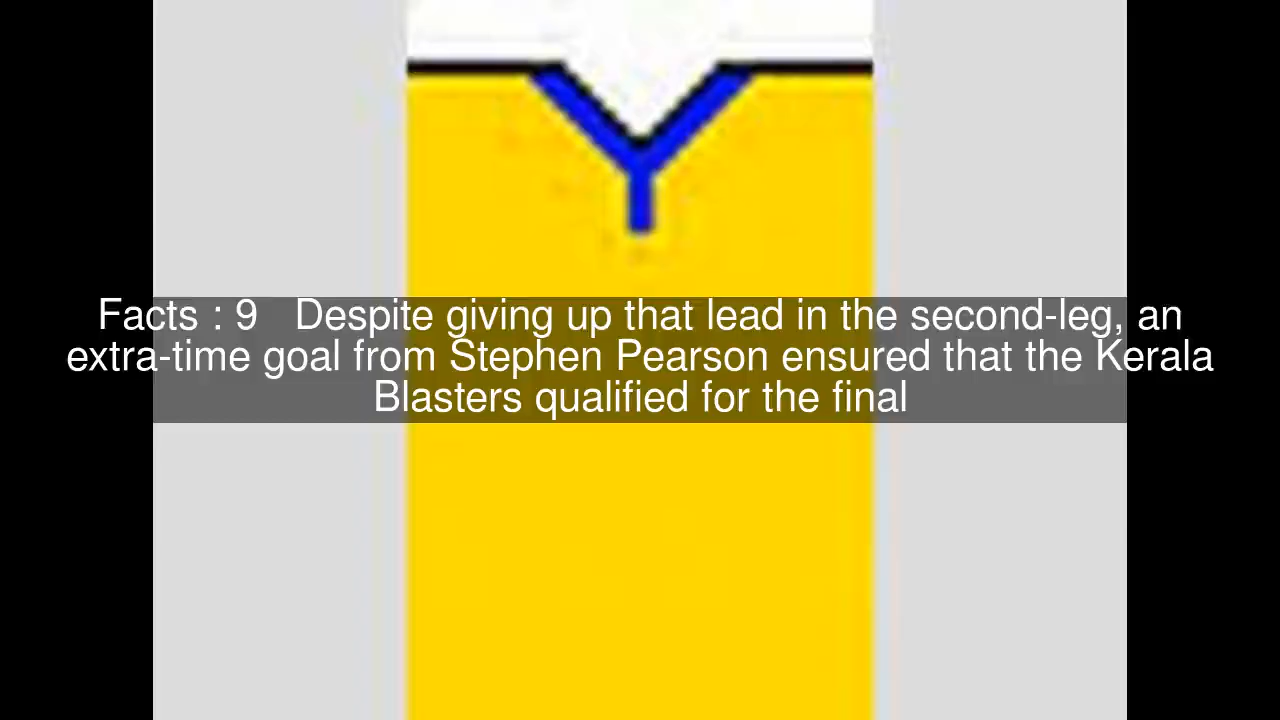 Facts : 9   Despite giving up that lead in the second-leg, an
extra-time goal from Stephen Pearson ensured that the Kerala
Blasters qualified for the final